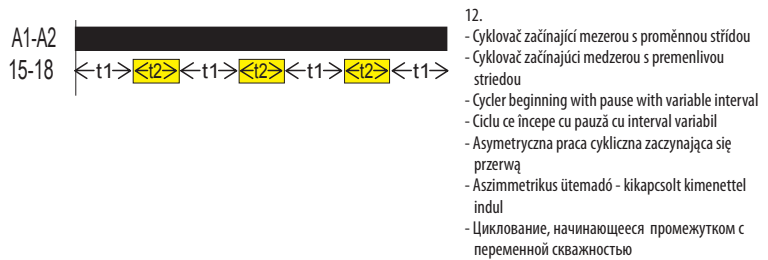 A1-A2
15-18
t1 t2 t1 t2 t1 t2 t1
12.
- Cyklovač začínající mezerou s proměnnou střídou
- Cyklovač začínajúci medzerou s premenlivou
striedou
- Cycler beginning with pause with variable interval
- Ciclu ce începe cu pauză cu interval variabil
- Asymetryczna praca cykliczna zaczynająca się
przerwą
- Aszimmetrikus ütemadó - kikapcsolt kimenettel
indul
- Циклование, начинающееся промежутком с
переменной скважностью